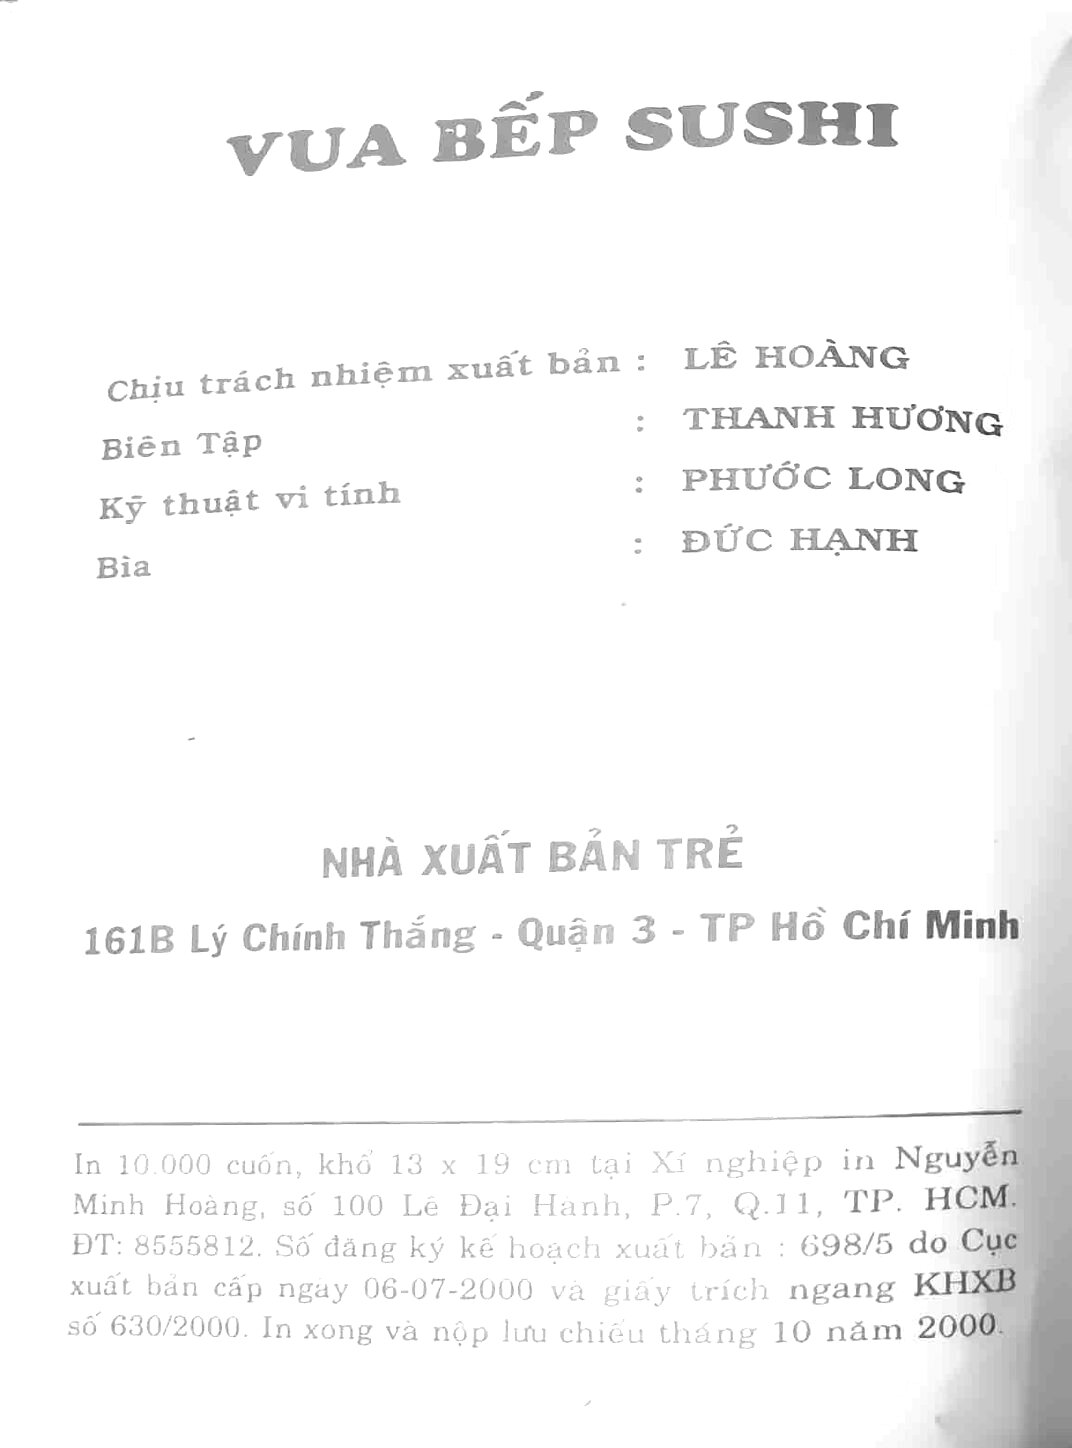 VUA BẾP SUSHI
Chịu trách nhiệm xuất bản : LÊ HOÀNG
Biên Tập : THANH HƯƠNG
Kỹ thuật vi tính : PHƯỚC LONG
Bìa : ĐỨC HẠNH
NHÀ XUẤT BẢN TRẺ
161B Lý Chính Thắng - Quận 3 - TP Hồ Chí Minh
In 10.000 cuốn, khổ 13 x 19 cm tại Xí nghiệp in Nguyễn
Minh Hoàng, số 100 Lê Đại Hành, P.7, Q.11, TP. HCM.
ĐT: 8555812. Số đăng ký kế hoạch xuất bản : 698/5 do Cục
xuất bản cấp ngày 06-07-2000 và giấy trích ngang KHXB
số 630/2000. In xong và nộp lưu chiểu tháng 10 năm 2000.